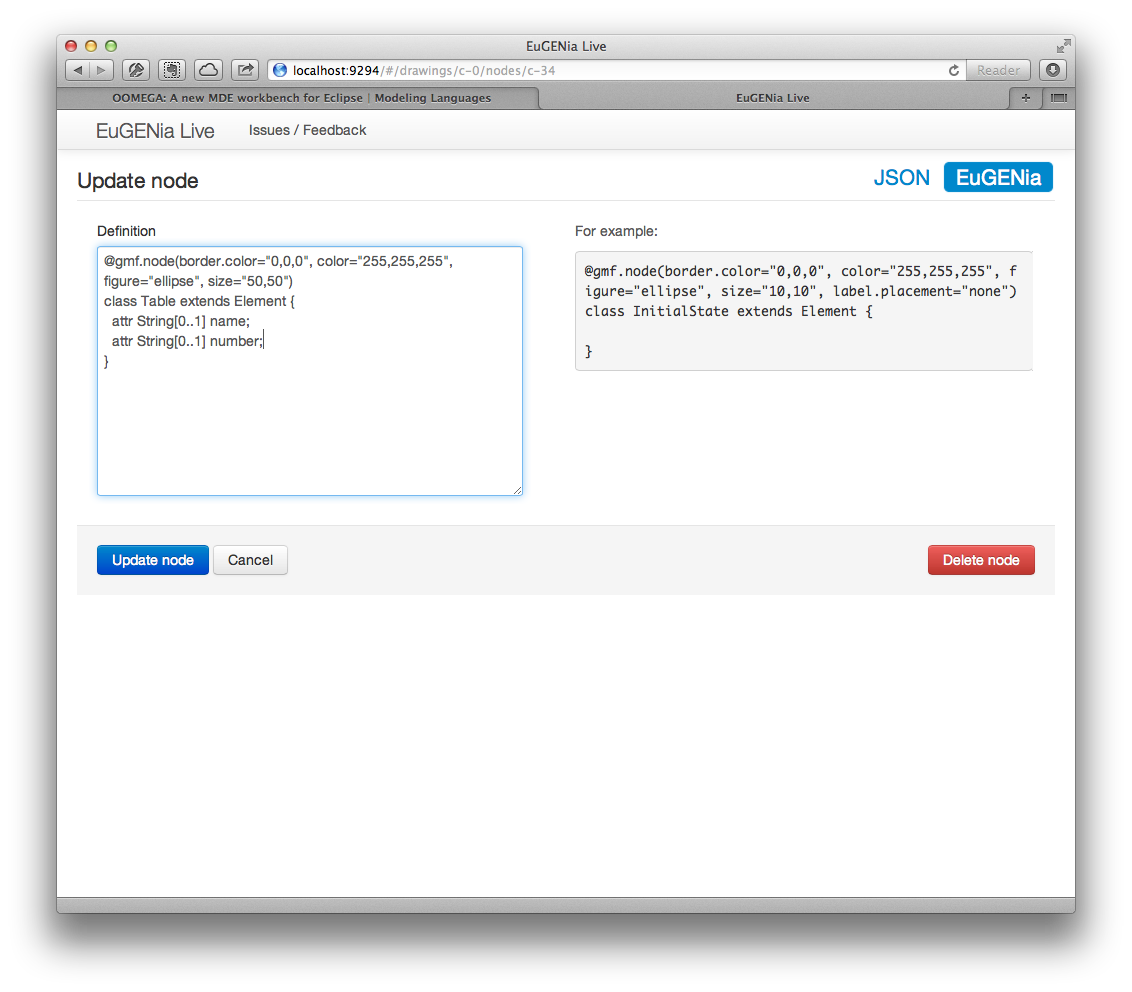 EuGENia Live
localhost:9294/#/drawings/c-0/nodes/c-34
Reader
OOMEGA: A new MDE workbench for Eclipse | Modeling Languages
EuGENia Live
+
EuGENia Live
Issues / Feedback
Update node
JSON
EuGENia
Definition
@gmf.node(border.color="0,0,0", color="255,255,255",
figure="ellipse", size="50,50")
class Table extends Element {
  attr String[0..1] name;
  attr String[0..1] number;
}
For example:
@gmf.node(border.color="0,0,0", color="255,255,255", f
igure="ellipse", size="10,10", label.placement="none")
class InitialState extends Element {
}
Update node
Cancel
Delete node